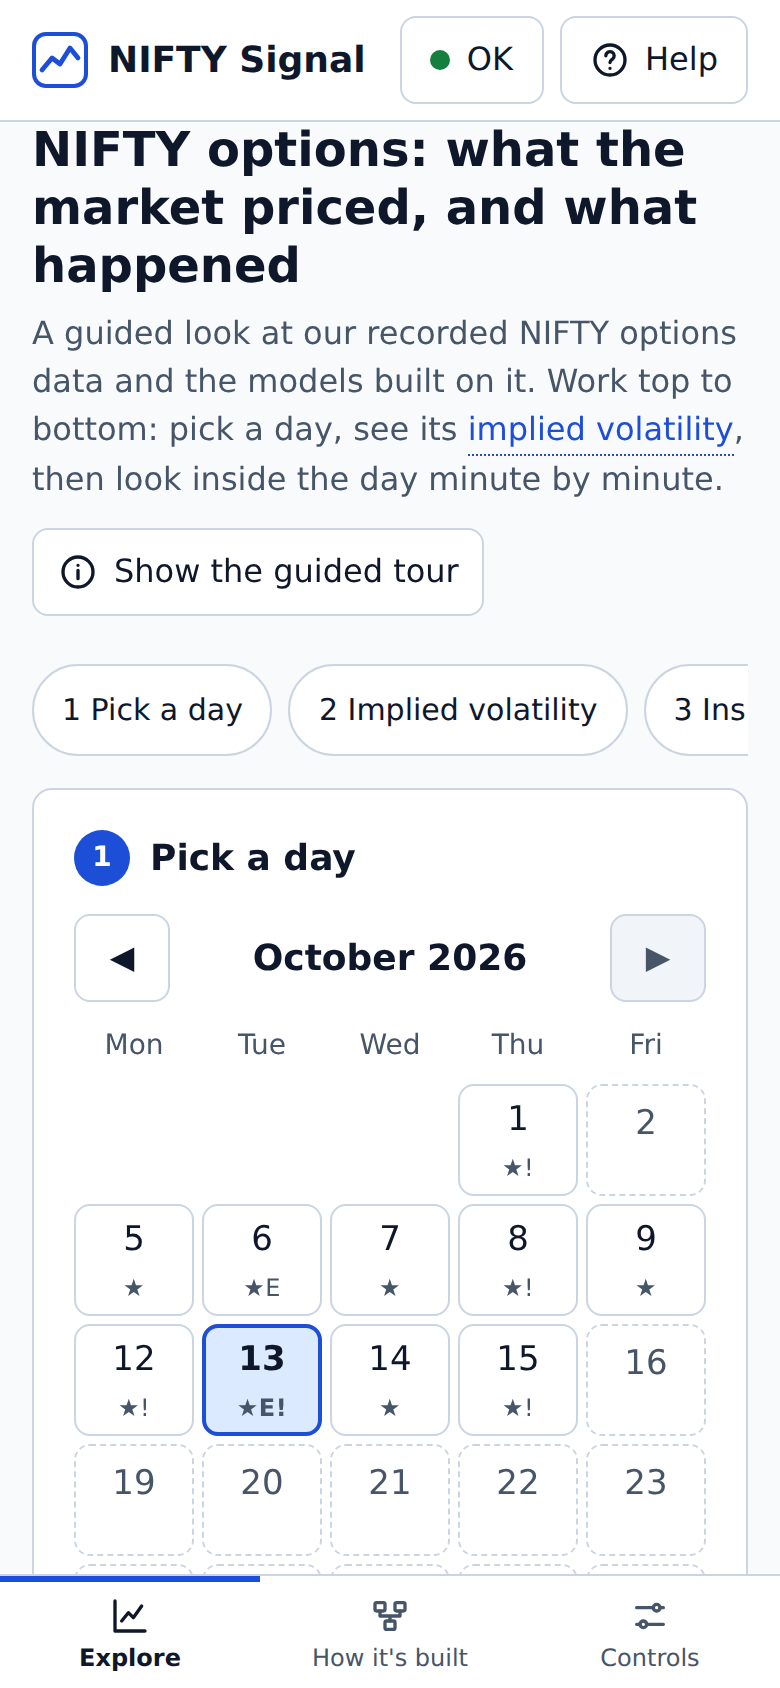 NIFTY Signal
OK
Help
NIFTY options: what the
market priced, and what
happened
A guided look at our recorded NIFTY options
data and the models built on it. Work top to
bottom: pick a day, see its implied volatility,
then look inside the day minute by minute.
Show the guided tour
1 Pick a day
2 Implied volatility
3 Ins
1 Pick a day
◀ October 2026 ▶
Mon Tue Wed Thu Fri
1 2
★!
5 6 7 8 9
★ ★E ★ ★! ★
12 13 14 15 16
★! ★E! ★ ★!
19 20 21 22 23
Explore
How it's built
Controls